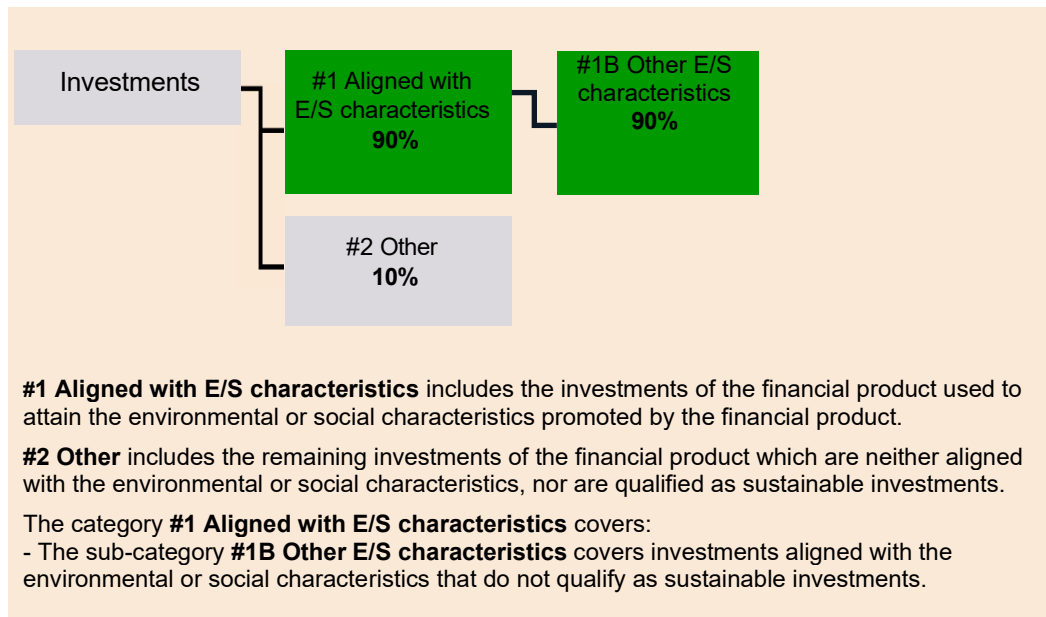 Investments
#1 Aligned with
E/S characteristics
90%
#1B Other E/S
characteristics
90%
#2 Other
10%
#1 Aligned with E/S characteristics includes the investments of the financial product used to
attain the environmental or social characteristics promoted by the financial product.
#2 Other includes the remaining investments of the financial product which are neither aligned
with the environmental or social characteristics, nor are qualified as sustainable investments.
The category #1 Aligned with E/S characteristics covers:
- The sub-category #1B Other E/S characteristics covers investments aligned with the
environmental or social characteristics that do not qualify as sustainable investments.